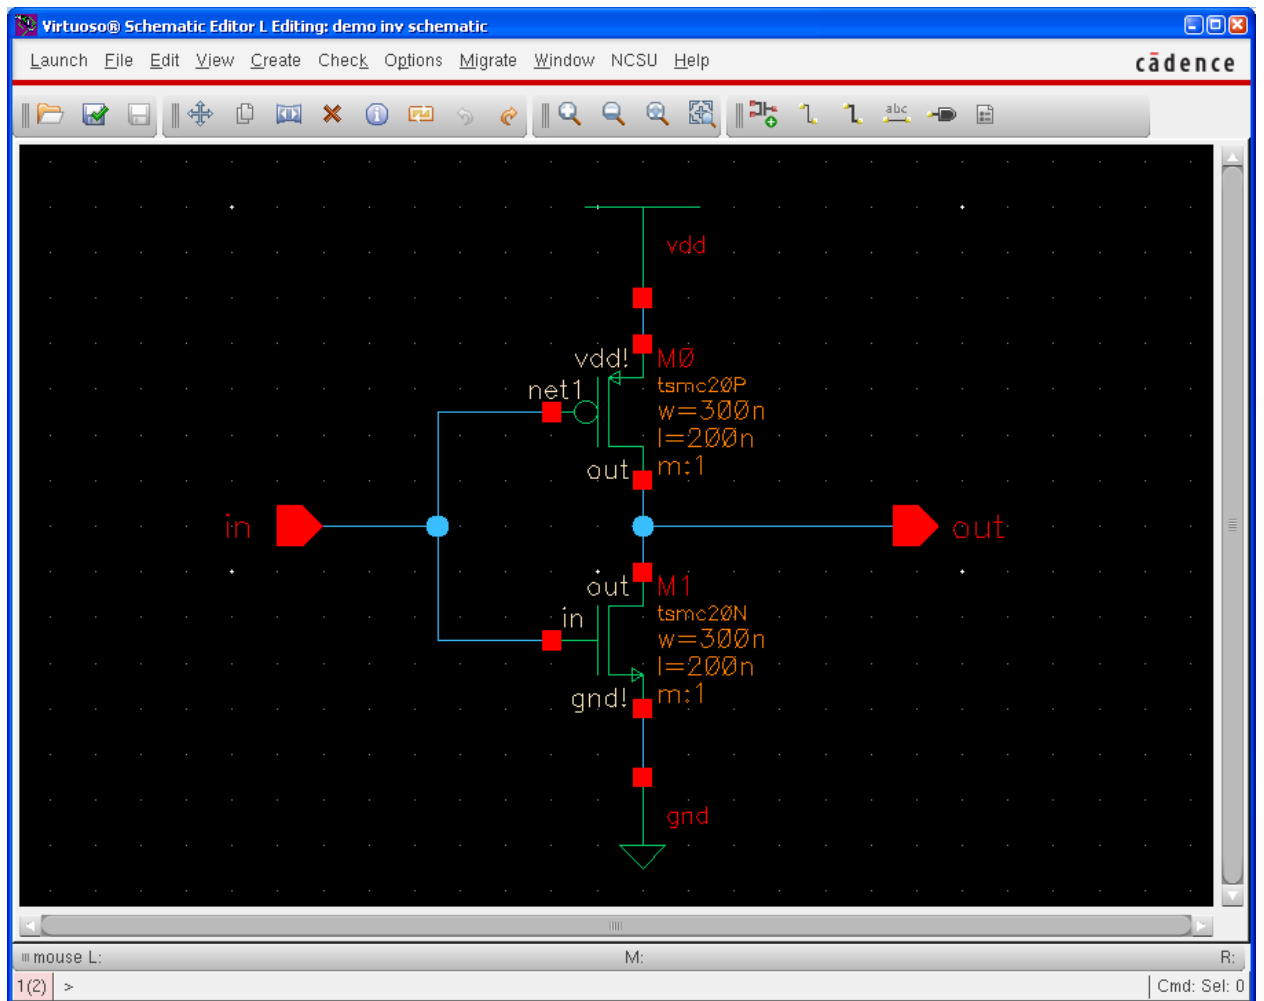 Virtuoso® Schematic Editor L Editing: demo inv schematic
Launch File Edit View Create Check Options Migrate Window NCSU Help
cādence
abc
vdd
vdd!
M0
net1
tsmc20P
w=300n
l=200n
out
m:1
in
out
out
M1
in
tsmc20N
w=300n
l=200n
gnd!
m:1
gnd
mouse L: M: R:
1(2) > Cmd: Sel: 0